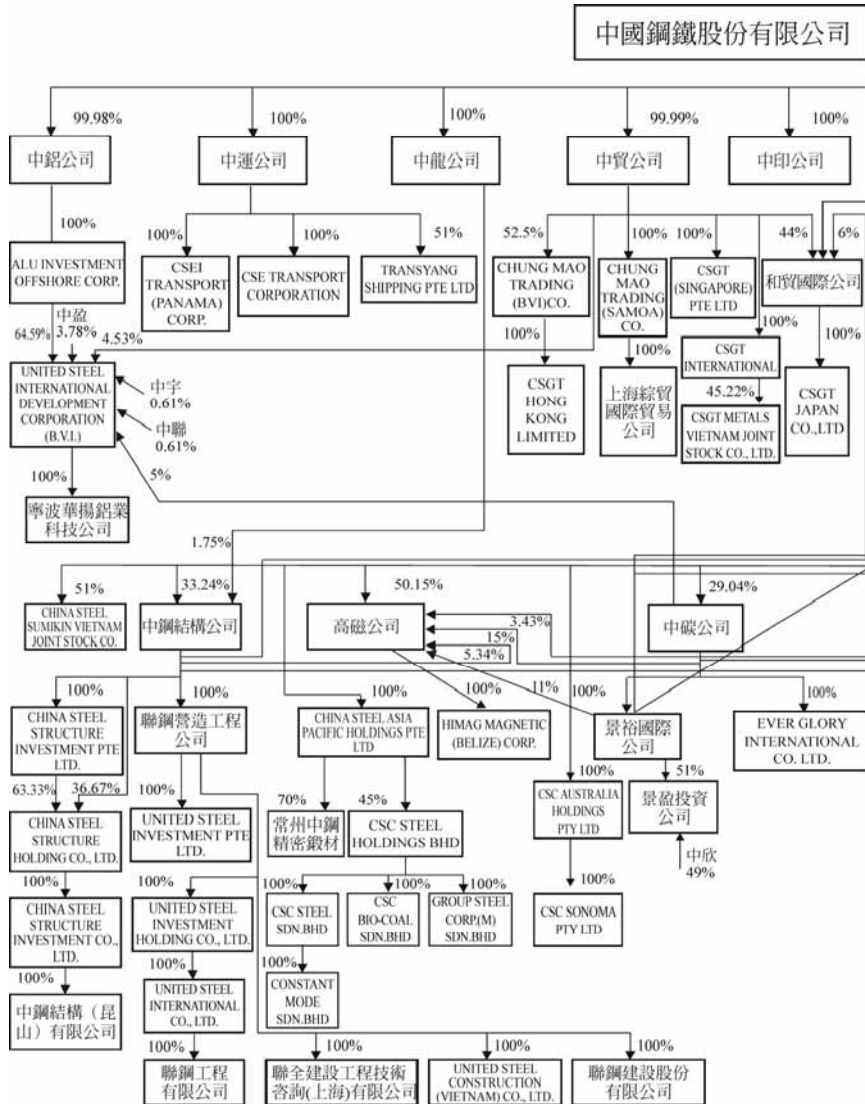 中國鋼鐵股份有限公司
99.98%
100%
100%
99.99%
100%
中鋁公司
中運公司
中龍公司
中貿公司
中印公司
100%
100%
100%
51%
52.5%
100%
100%
44%
6%
ALU INVESTMENT
OFFSHORE CORP.
CSEI
TRANSPORT
(PANAMA)
CORP.
CSE TRANSPORT
CORPORATION
TRANSYANG
SHIPPING PTE LTD
CHUNG MAO
TRADING
(BVI)CO.
CHUNG
MAO
TRADING
(SAMOA)
CO.
CSGT
(SINGAPORE)
PTE LTD
和貿國際公司
64.59%
中盈
3.78%
4.53%
100%
100%
100%
100%
UNITED STEEL
INTERNATIONAL
DEVELOPMENT
CORPORATION
(B.V.I.)
中宇
0.61%
中聯
0.61%
5%
CSGT
HONG
KONG
LIMITED
上海綜貿
國際貿易
公司
CSGT
INTERNATIONAL
45.22%
CSGT METALS
VIETNAM JOINT
STOCK CO., LTD.
CSGT
JAPAN
CO.,LTD
100%
寧波華揚鋁業
科技公司
1.75%
51%
33.24%
50.15%
29.04%
CHINA STEEL
SUMIKIN VIETNAM
JOINT STOCK CO.
中鋼結構公司
高磁公司
3.43%
15%
5.34%
中碳公司
100%
100%
100%
100%
11%
100%
100%
CHINA STEEL
STRUCTURE
INVESTMENT PTE
LTD.
聯鋼營造工程
公司
CHINA STEEL ASIA
PACIFIC HOLDINGS PTE
LTD
HIMAG MAGNETIC
(BELIZE) CORP.
景裕國際
公司
EVER GLORY
INTERNATIONAL
CO. LTD.
63.33%
36.67%
100%
70%
45%
100%
51%
CHINA STEEL
STRUCTURE
HOLDING CO., LTD.
UNITED STEEL
INVESTMENT PTE
LTD.
常州中鋼
精密鍛材
CSC STEEL
HOLDINGS BHD
CSC AUSTRALIA
HOLDINGS
PTY LTD
景盈投資
公司
中欣
49%
100%
100%
100%
100%
100%
100%
CHINA STEEL
STRUCTURE
INVESTMENT CO.,
LTD.
UNITED STEEL
INVESTMENT
HOLDING CO., LTD.
CSC STEEL
SDN.BHD
CSC
BIO-COAL
SDN.BHD
GROUP STEEL
CORP.(M)
SDN.BHD
CSC SONOMA
PTY LTD
100%
100%
100%
中鋼結構（昆
山）有限公司
UNITED STEEL
INTERNATIONAL
CO., LTD.
CONSTANT
MODE
SDN.BHD
100%
100%
100%
100%
聯鋼工程
有限公司
聯全建設工程技術
咨詢(上海)有限公司
UNITED STEEL
CONSTRUCTION
(VIETNAM) CO., LTD.
聯鋼建設股份
有限公司